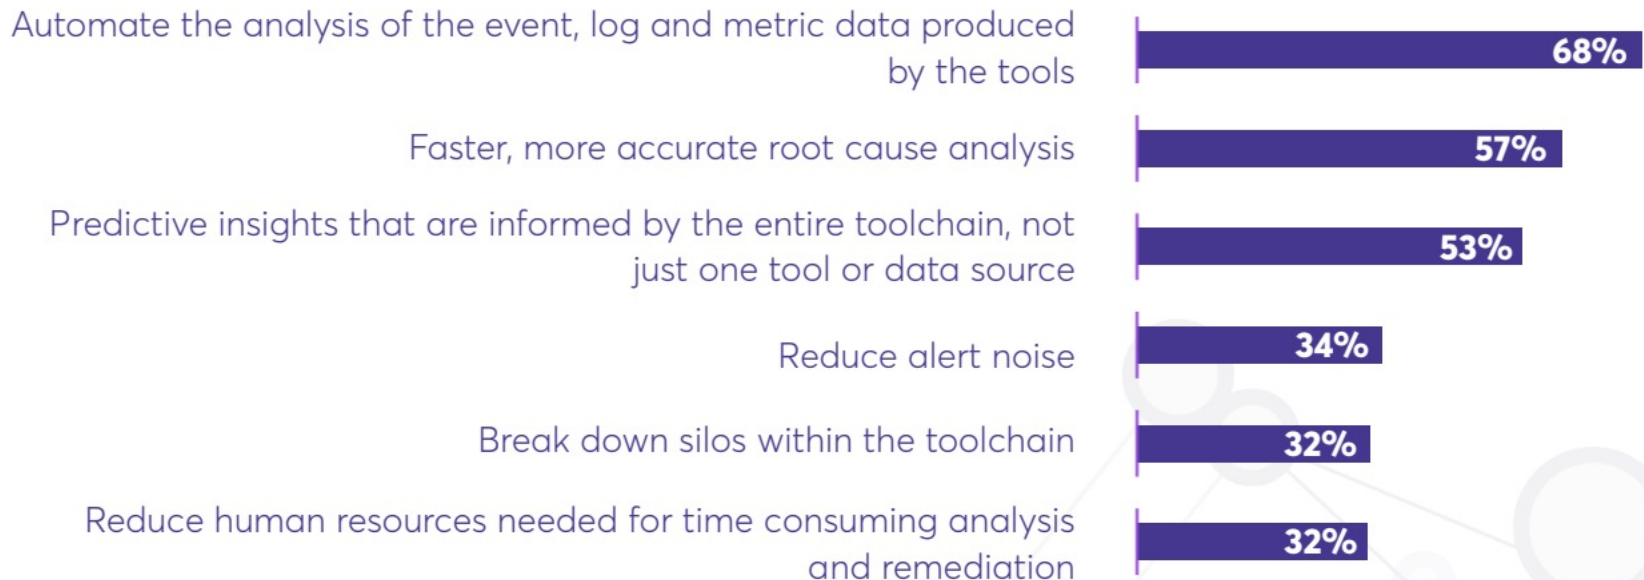 Automate the analysis of the event, log and metric data produced
by the tools
68%
Faster, more accurate root cause analysis
57%
Predictive insights that are informed by the entire toolchain, not
just one tool or data source
53%
Reduce alert noise
34%
Break down silos within the toolchain
32%
Reduce human resources needed for time consuming analysis
and remediation
32%